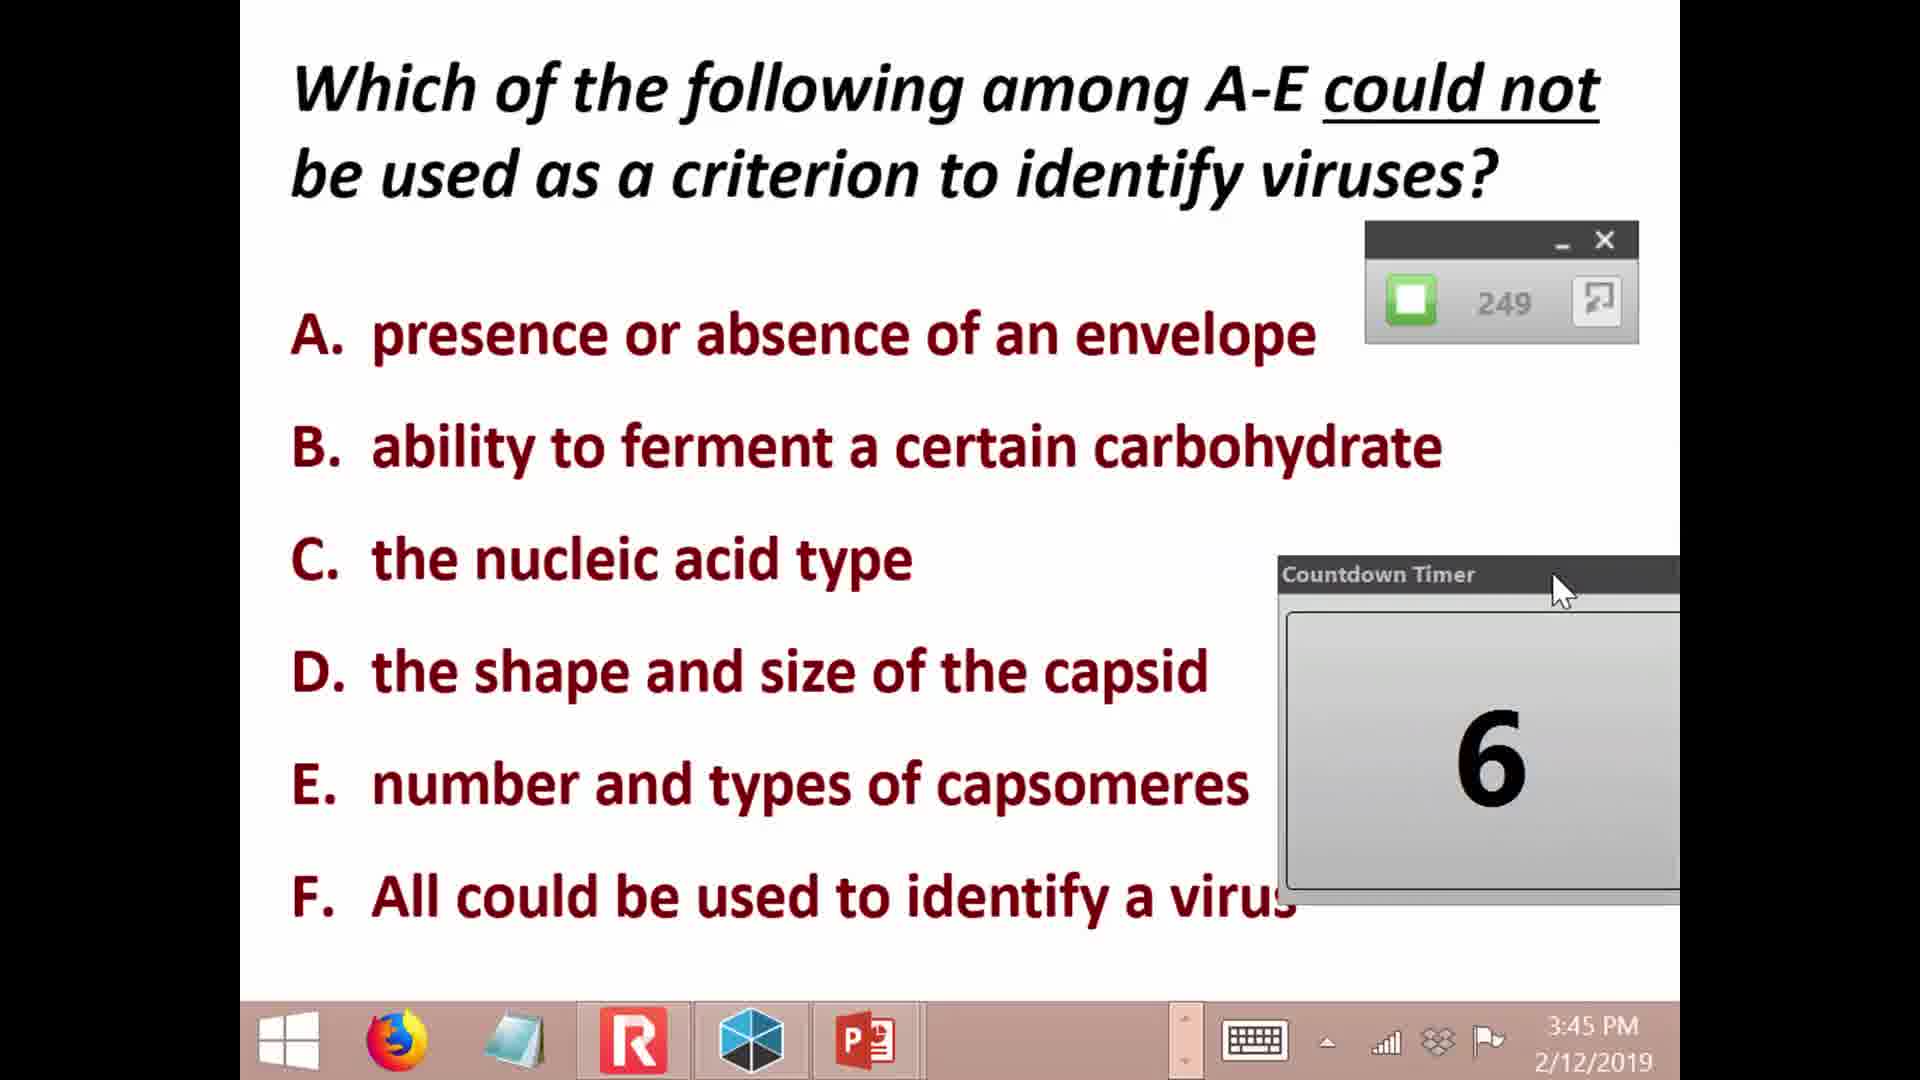 Which of the following among A-E could not
be used as a criterion to identify viruses?
249
A. presence or absence of an envelope
B. ability to ferment a certain carbohydrate
C. the nucleic acid type
Countdown Timer
D. the shape and size of the capsid
6
E. number and types of capsomeres
F. All could be used to identify a virus
3:45 PM
2/12/2019